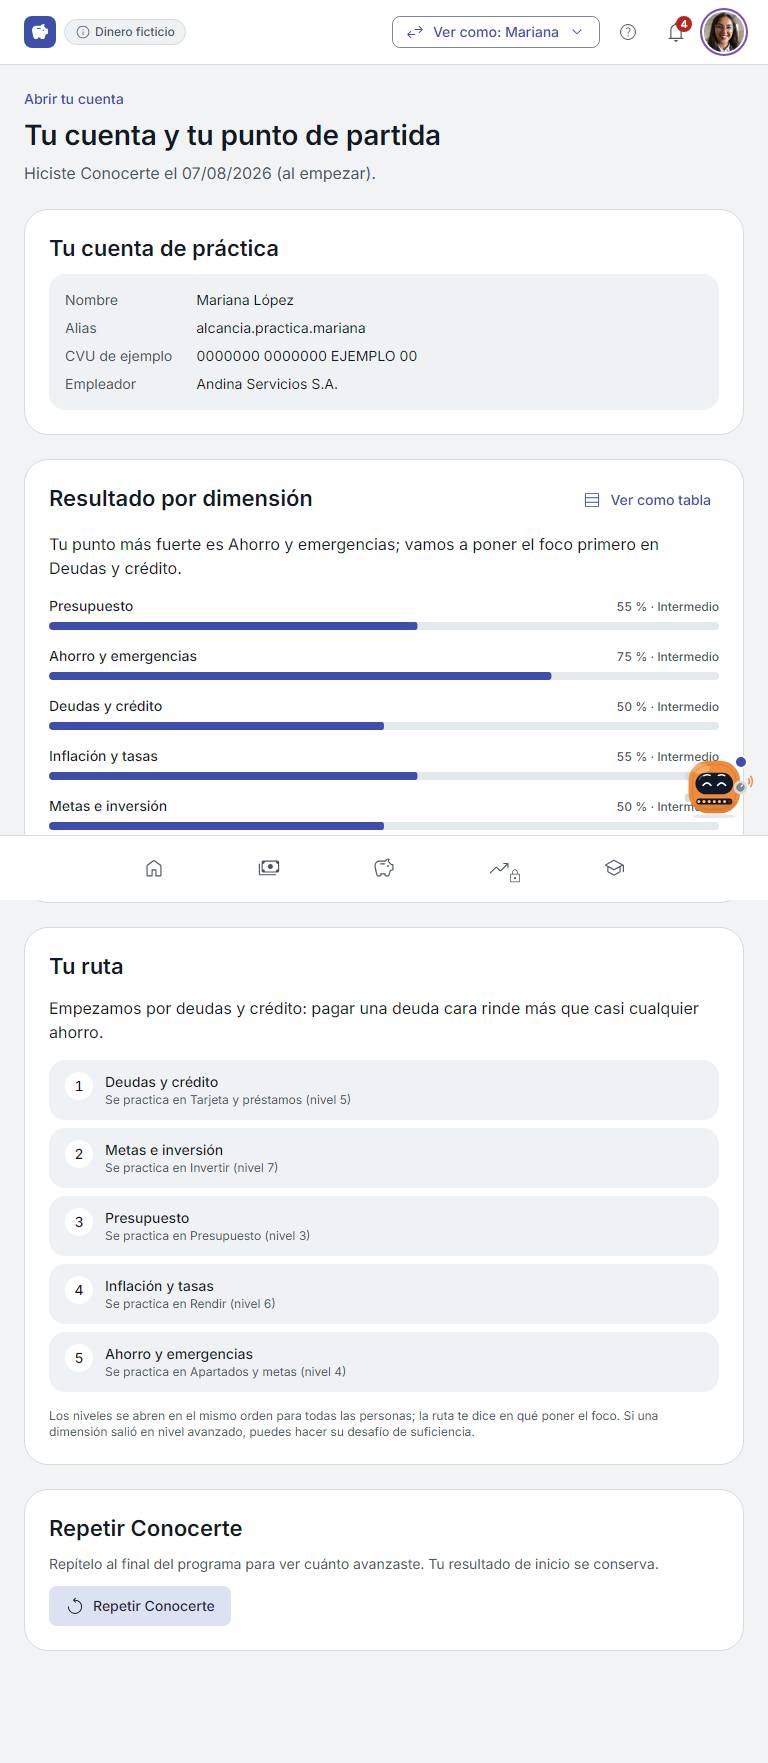 Dinero ficticio
Ver como: Mariana
4
Abrir tu cuenta
Tu cuenta y tu punto de partida
Hiciste Conocerte el 07/08/2026 (al empezar).
Tu cuenta de práctica
Nombre Mariana López
Alias alcancia.practica.mariana
CVU de ejemplo 0000000 0000000 EJEMPLO 00
Empleador Andina Servicios S.A.
Resultado por dimensión
Ver como tabla
Tu punto más fuerte es Ahorro y emergencias; vamos a poner el foco primero en
Deudas y crédito.
Presupuesto 55 % · Intermedio
Ahorro y emergencias 75 % · Intermedio
Deudas y crédito 50 % · Intermedio
Inflación y tasas 55 % · Intermedio
Metas e inversión 50 % ·
Tu ruta
Empezamos por deudas y crédito: pagar una deuda cara rinde más que casi cualquier
ahorro.
1 Deudas y crédito
Se practica en Tarjeta y préstamos (nivel 5)
2 Metas e inversión
Se practica en Invertir (nivel 7)
3 Presupuesto
Se practica en Presupuesto (nivel 3)
4 Inflación y tasas
Se practica en Rendir (nivel 6)
5 Ahorro y emergencias
Se practica en Apartados y metas (nivel 4)
Los niveles se abren en el mismo orden para todas las personas; la ruta te dice en qué poner el foco. Si una
dimensión salió en nivel avanzado, puedes hacer su desafío de suficiencia.
Repetir Conocerte
Repítelo al final del programa para ver cuánto avanzaste. Tu resultado de inicio se conserva.
Repetir Conocerte